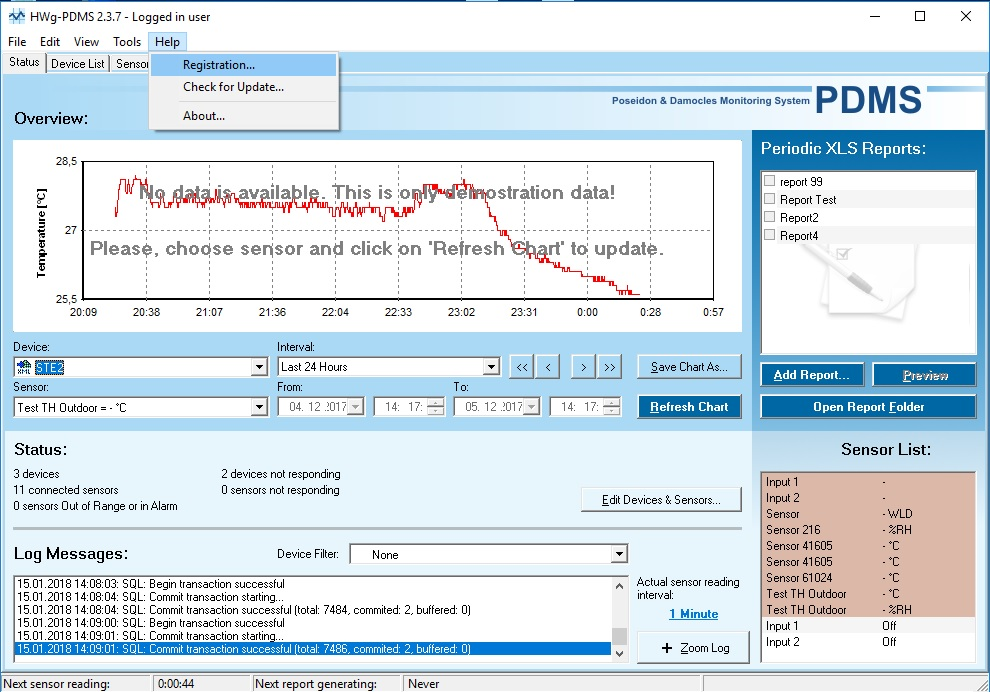 HWg-PDMS 2.3.7 - Logged in user
File Edit View Tools Help
Status Device List Sensor
Registration...
Check for Update...
About...
Poseidon & Damocles Monitoring System PDMS
Overview:
28,5
27
25,5
Temperature [°C]
No data is available. This is only demostration data!
Please, choose sensor and click on 'Refresh Chart' to update.
20:09 20:38 21:07 21:36 22:04 22:33 23:02 23:31 0:00 0:28 0:57
Device:
XML STE2
Interval:
Last 24 Hours
<< < > >>
Save Chart As...
Sensor:
Test TH Outdoor = - °C
From:
04. 12 .2017 14: 17:
To:
05. 12 .2017 14: 17:
Refresh Chart
Periodic XLS Reports:
report 99
Report Test
Report2
Report4
Add Report... Preview
Open Report Folder
Status:
3 devices 2 devices not responding
11 connected sensors 0 sensors not responding
0 sensors Out of Range or in Alarm
Edit Devices & Sensors...
Log Messages:
Device Filter: None
15.01.2018 14:08:03: SQL: Begin transaction successful
15.01.2018 14:08:04: SQL: Commit transaction starting...
15.01.2018 14:08:04: SQL: Commit transaction successful (total: 7484, commited: 2, buffered: 0)
15.01.2018 14:09:00: SQL: Begin transaction successful
15.01.2018 14:09:01: SQL: Commit transaction starting...
15.01.2018 14:09:01: SQL: Commit transaction successful (total: 7486, commited: 2, buffered: 0)
Actual sensor reading
interval:
1 Minute
+ Zoom Log
Sensor List:
Input 1 -
Input 2 -
Sensor - WLD
Sensor 216 - %RH
Sensor 41605 - °C
Sensor 41605 - °C
Sensor 61024 - °C
Test TH Outdoor - °C
Test TH Outdoor - %RH
Input 1 Off
Input 2 Off
Next sensor reading: 0:00:44 Next report generating: Never